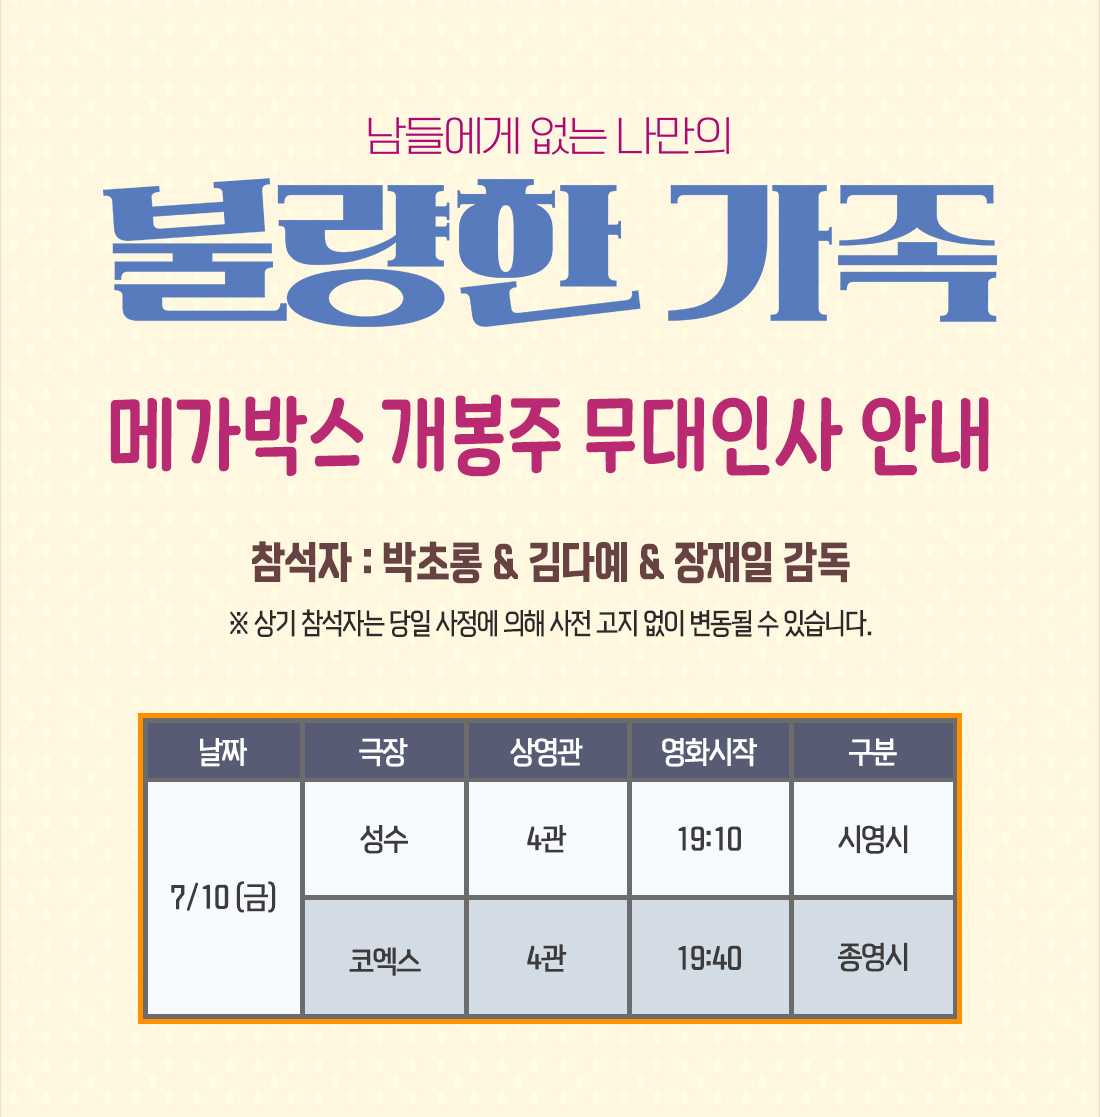 남들에게 없는 나만의
불량한 가족
메가박스 개봉주 무대인사 안내
참석자 : 박초롱 & 김다예 & 장재일 감독
※ 상기 참석자는 당일 사정에 의해 사전 고지 없이 변동될 수 있습니다.
날짜 극장 상영관 영화시작 구분
7/10 (금)
성수 4관 19:10 시영시
코엑스 4관 19:40 종영시